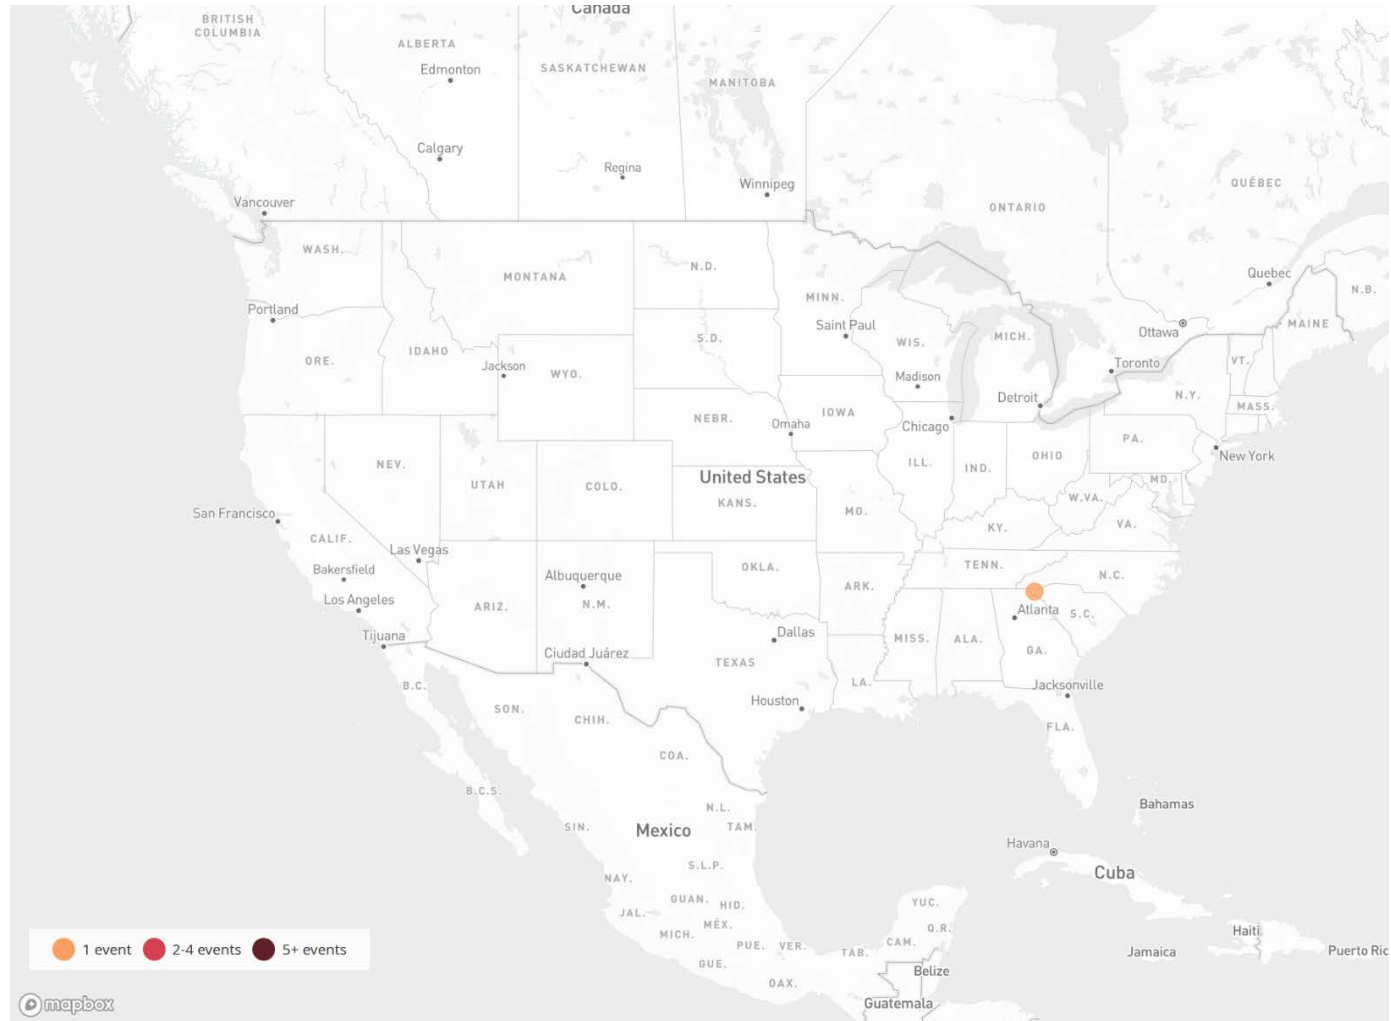 Canada
BRITISH
COLUMBIA
ALBERTA
Edmonton
SASKATCHEWAN
MANITOBA
Calgary
Regina
Winnipeg
QUÉBEC
Vancouver
ONTARIO
WASH.
MONTANA
N.D.
Quebec
MINN.
N.B.
Portland
Saint Paul
Ottawa
MAINE
S.D.
WIS.
MICH.
IDAHO
ORE.
Jackson
WYO.
Toronto
VT.
Madison
N.Y.
Detroit
MASS.
IOWA
NEBR.
Omaha
Chicago
PA.
OHIO
New York
NEV.
ILL.
IND.
UTAH
COLO.
United States
MD.
KANS.
W.VA.
San Francisco
MO.
KY.
VA.
CALIF.
Las Vegas
TENN.
OKLA.
Bakersfield
Albuquerque
N.C.
ARK.
Los Angeles
ARIZ.
N.M.
Atlanta
S.C.
Tijuana
Dallas
MISS.
ALA.
GA.
Ciudad Juárez
TEXAS
B.C.
LA.
Jacksonville
Houston
SON.
CHIH.
FLA.
COA.
B.C.S.
Bahamas
N.L.
SIN.
Mexico
TAM.
Havana
S.L.P.
Cuba
NAY.
GUAN.
HID.
YUC.
JAL.
MÉX.
Q.R.
Haiti
MICH.
PUE.
VER.
CAM.
TAB.
Jamaica
Puerto Ric
GUE.
Belize
OAX.
Guatemala
1 event 2-4 events 5+ events
mapbox